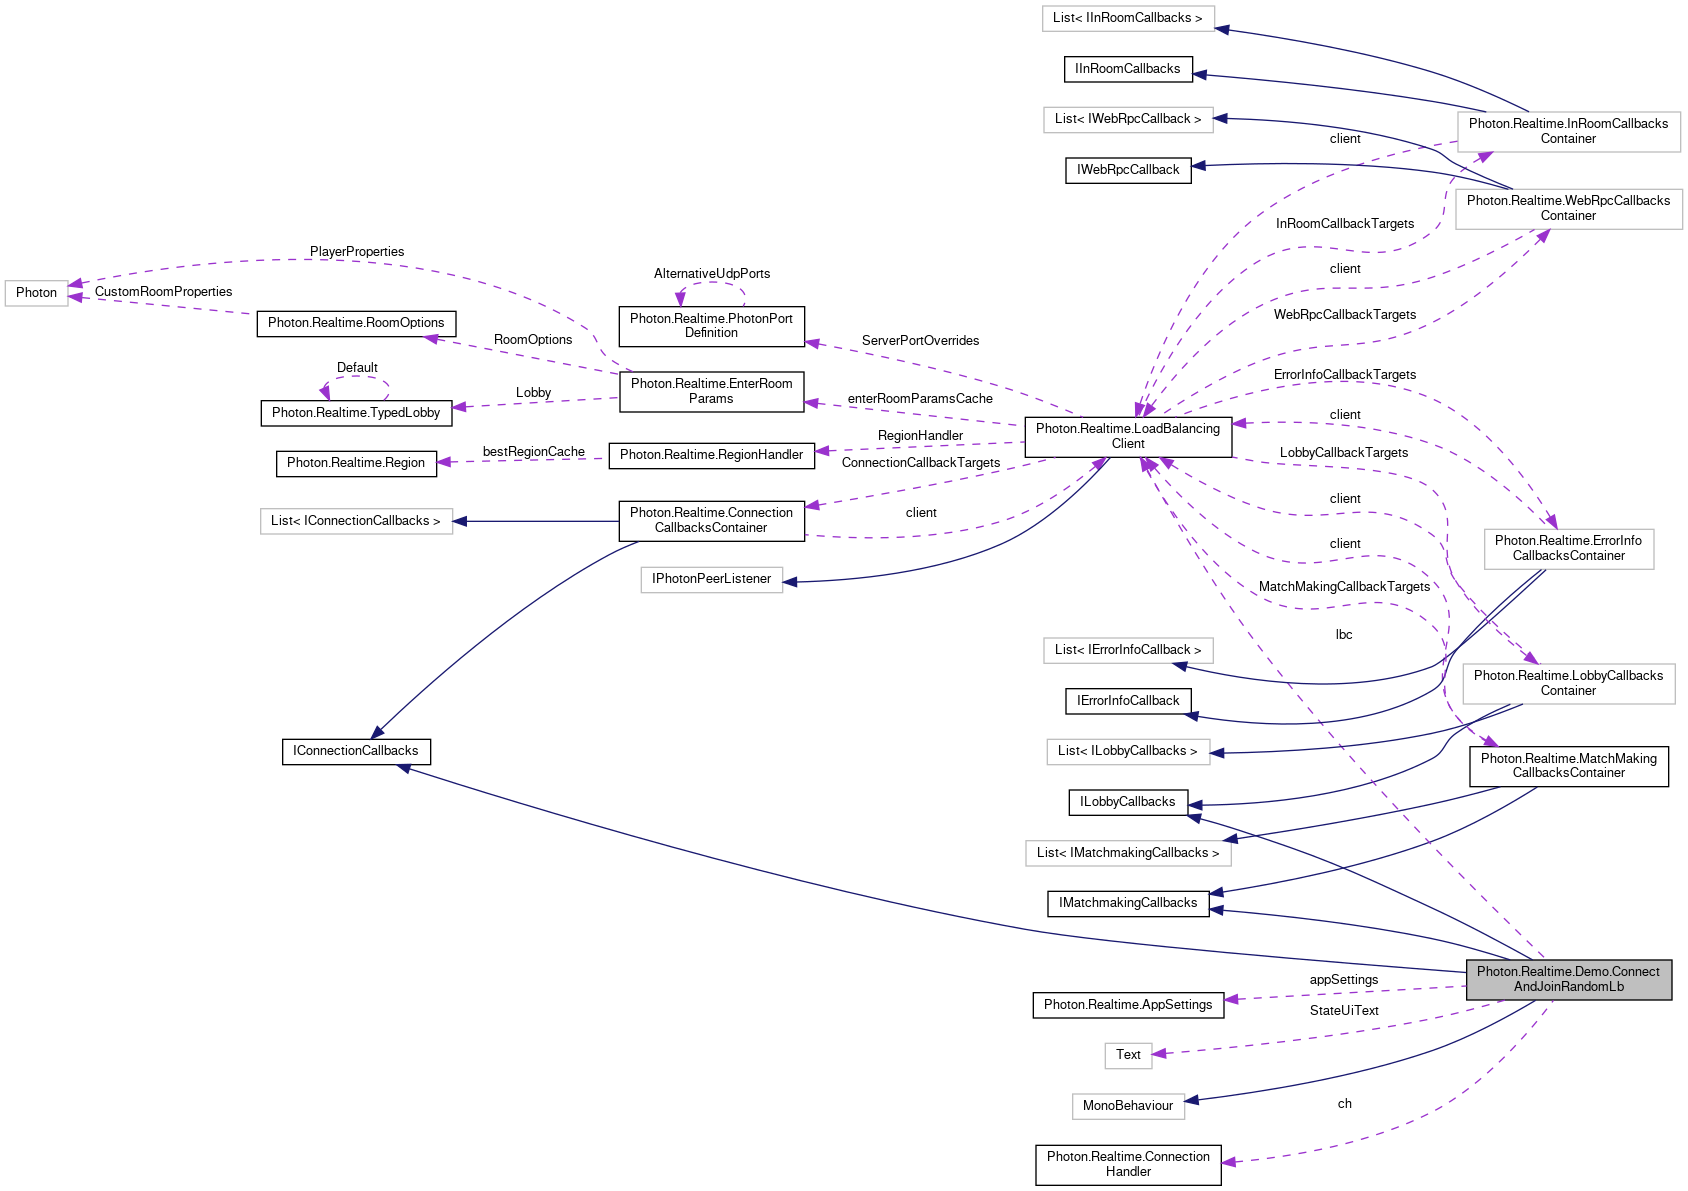 List< IInRoomCallbacks >
IInRoomCallbacks
List< IWebRpcCallback >
Photon.Realtime.InRoomCallbacks
Container
client
IWebRpcCallback
Photon.Realtime.WebRpcCallbacks
Container
InRoomCallbackTargets
PlayerProperties
AlternativeUdpPorts
client
Photon
CustomRoomProperties
Photon.Realtime.RoomOptions
Photon.Realtime.PhotonPort
Definition
WebRpcCallbackTargets
RoomOptions
ServerPortOverrides
Default
Photon.Realtime.EnterRoom
Params
ErrorInfoCallbackTargets
Lobby
enterRoomParamsCache
Photon.Realtime.TypedLobby
client
Photon.Realtime.LoadBalancing
Client
RegionHandler
bestRegionCache
Photon.Realtime.Region
Photon.Realtime.RegionHandler
ConnectionCallbackTargets
LobbyCallbackTargets
client
List< IConnectionCallbacks >
Photon.Realtime.Connection
CallbacksContainer
client
client
Photon.Realtime.ErrorInfo
CallbacksContainer
IPhotonPeerListener
MatchMakingCallbackTargets
lbc
List< IErrorInfoCallback >
Photon.Realtime.LobbyCallbacks
Container
IErrorInfoCallback
IConnectionCallbacks
List< ILobbyCallbacks >
Photon.Realtime.MatchMaking
CallbacksContainer
ILobbyCallbacks
List< IMatchmakingCallbacks >
IMatchmakingCallbacks
Photon.Realtime.Demo.Connect
AndJoinRandomLb
appSettings
Photon.Realtime.AppSettings
StateUiText
Text
MonoBehaviour
ch
Photon.Realtime.Connection
Handler